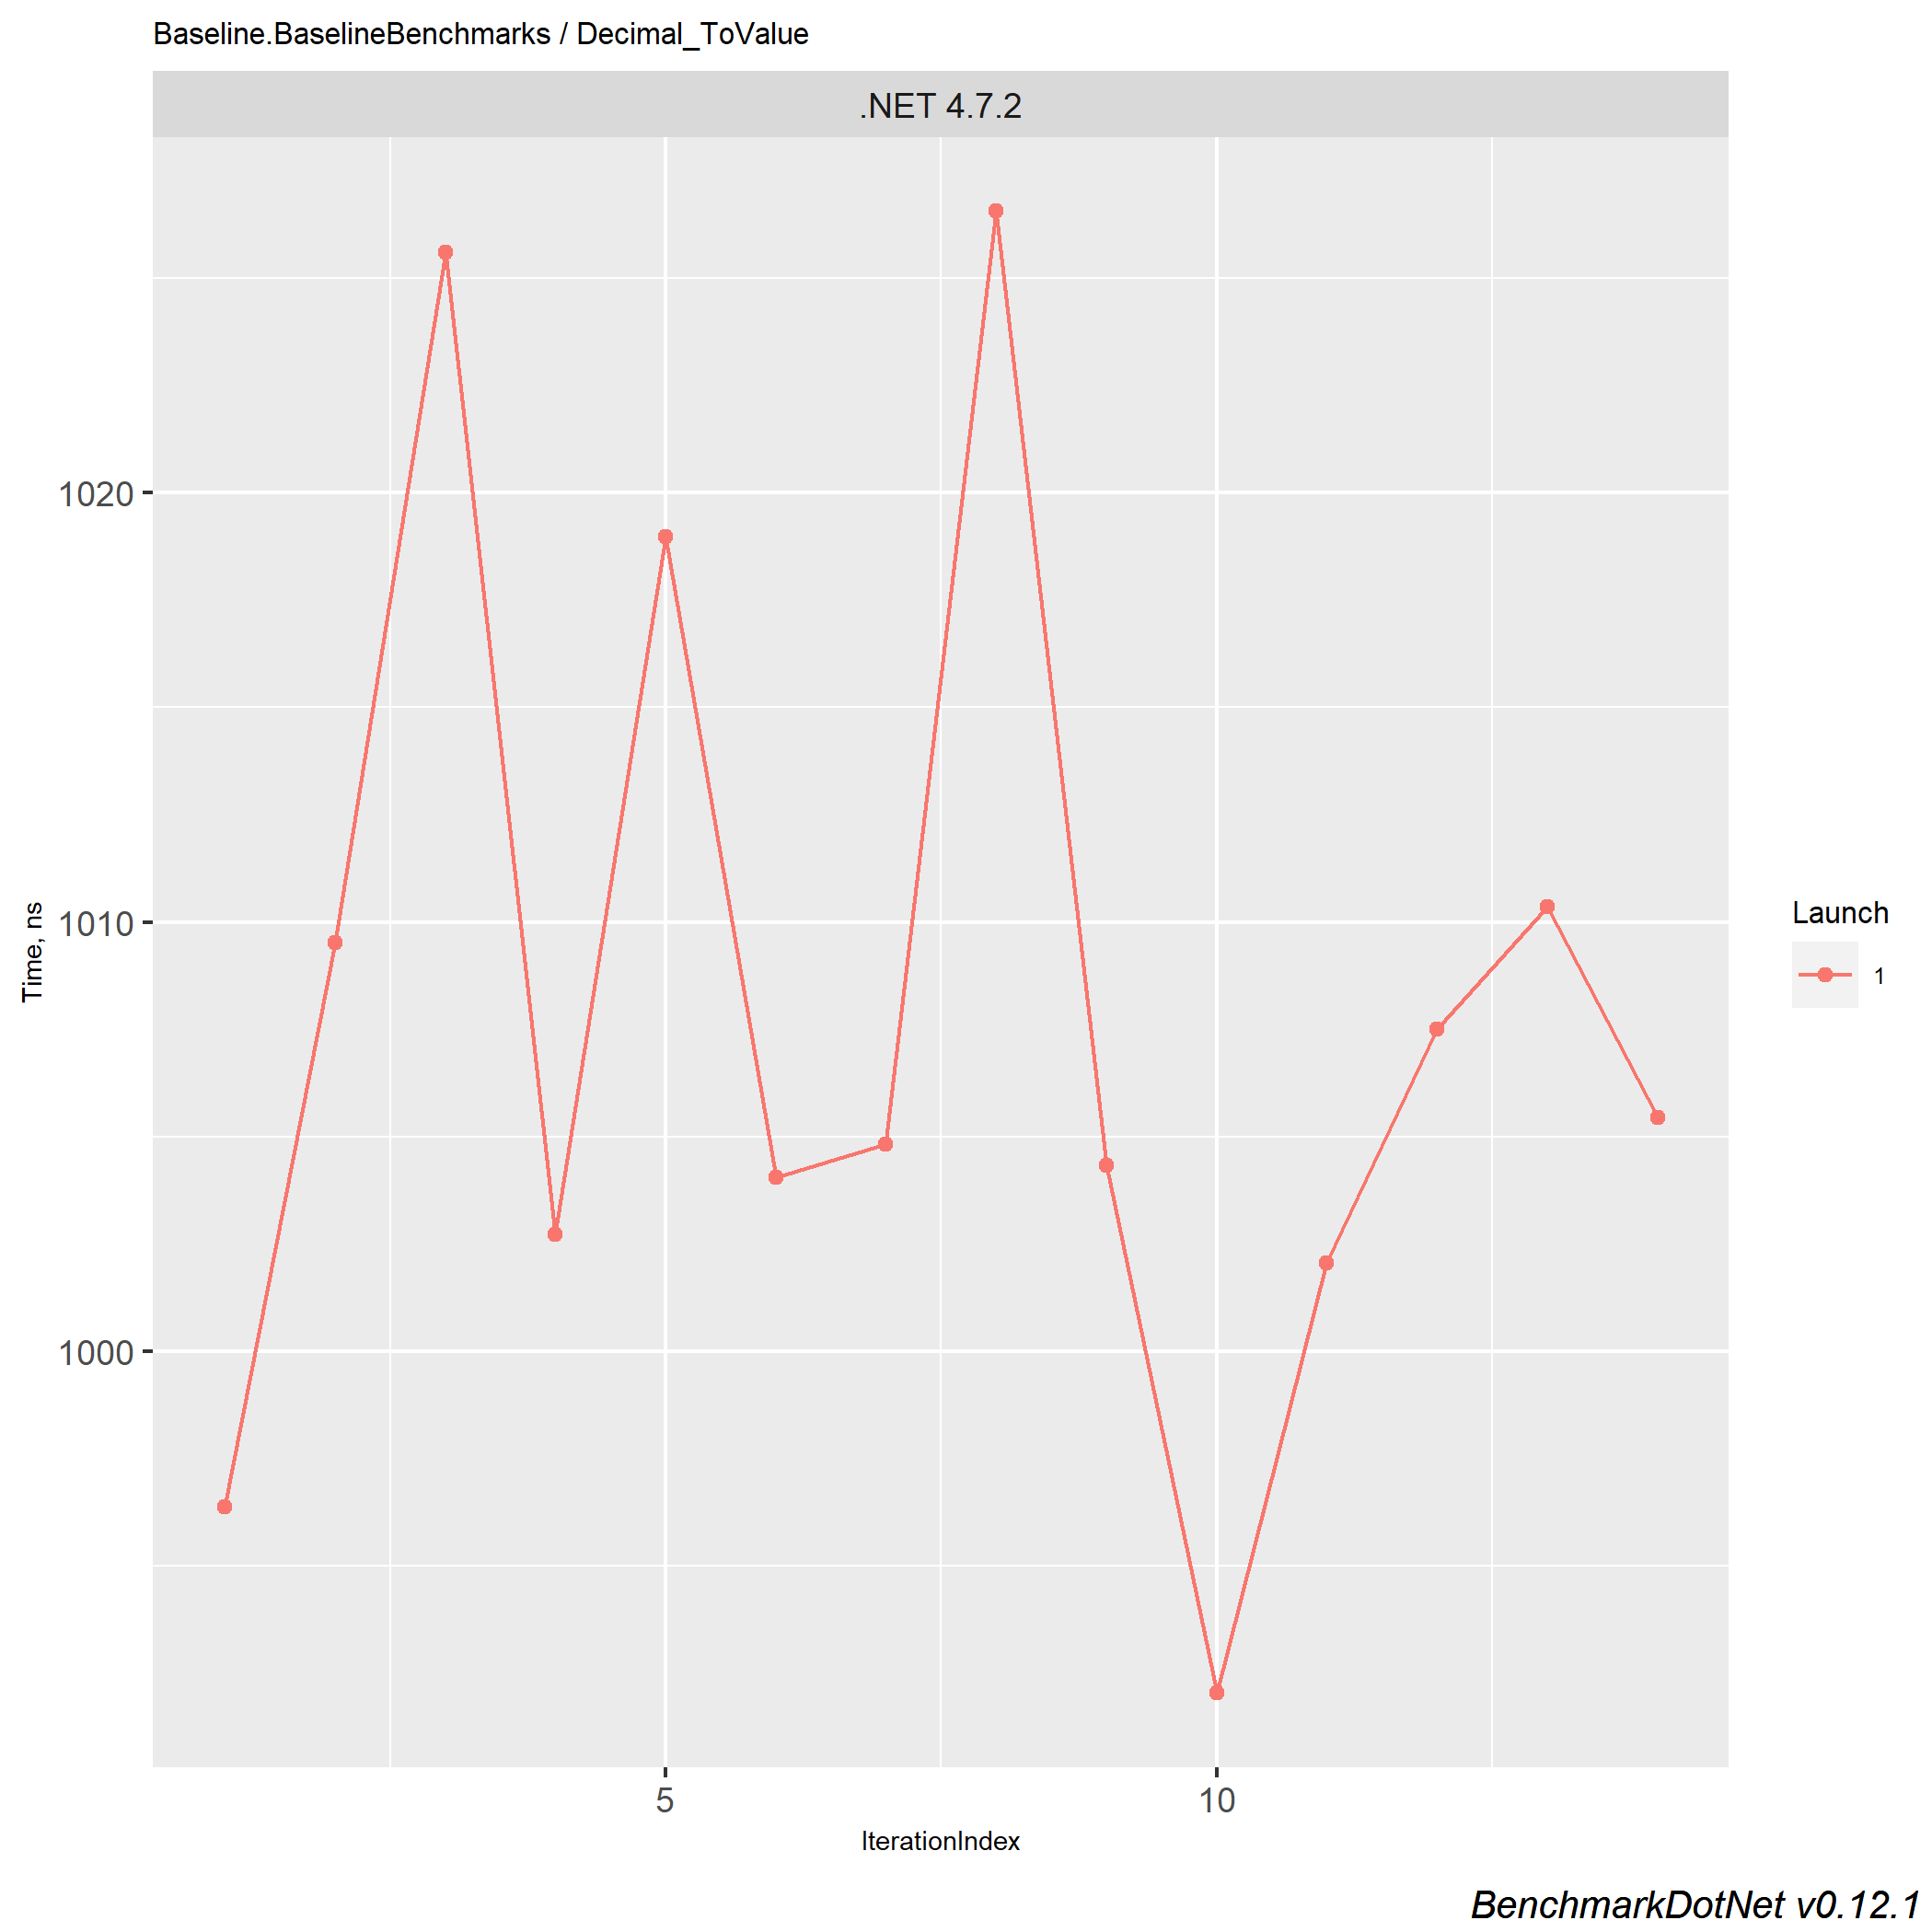 Baseline.BaselineBenchmarks / Decimal_ToValue
.NET 4.7.2
Time, ns
1020
1010
1000
5
10
IterationIndex
Launch
1
BenchmarkDotNet v0.12.1